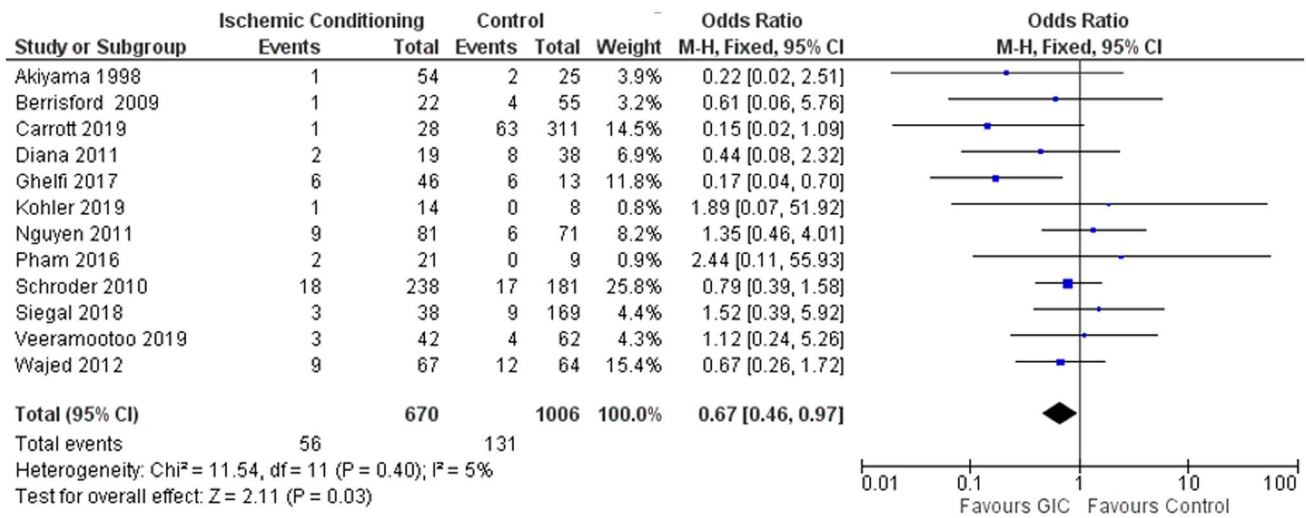 Ischemic Conditioning Control Odds Ratio Odds Ratio
Study or Subgroup Events Total Events Total Weight M-H, Fixed, 95% CI M-H, Fixed, 95% CI
Akiyama 1998 1 54 2 25 3.9% 0.22 [0.02, 2.51]
Berrisford 2009 1 22 4 55 3.2% 0.61 [0.06, 5.76]
Carrott 2019 1 28 63 311 14.5% 0.15 [0.02, 1.09]
Diana 2011 2 19 8 38 6.9% 0.44 [0.08, 2.32]
Ghelfi 2017 6 46 6 13 11.8% 0.17 [0.04, 0.70]
Kohler 2019 1 14 0 8 0.8% 1.89 [0.07, 51.92]
Nguyen 2011 9 81 6 71 8.2% 1.35 [0.46, 4.01]
Pham 2016 2 21 0 9 0.9% 2.44 [0.11, 55.93]
Schroder 2010 18 238 17 181 25.8% 0.79 [0.39, 1.58]
Siegal 2018 3 38 9 169 4.4% 1.52 [0.39, 5.92]
Veeramootoo 2019 3 42 4 62 4.3% 1.12 [0.24, 5.26]
Wajed 2012 9 67 12 64 15.4% 0.67 [0.26, 1.72]
Total (95% CI) 670 1006 100.0% 0.67 [0.46, 0.97]
Total events 56 131
Heterogeneity: Chi² = 11.54, df = 11 (P = 0.40); I² = 5%
Test for overall effect: Z = 2.11 (P = 0.03)
0.01 0.1 1 10 100
Favours GIC Favours Control